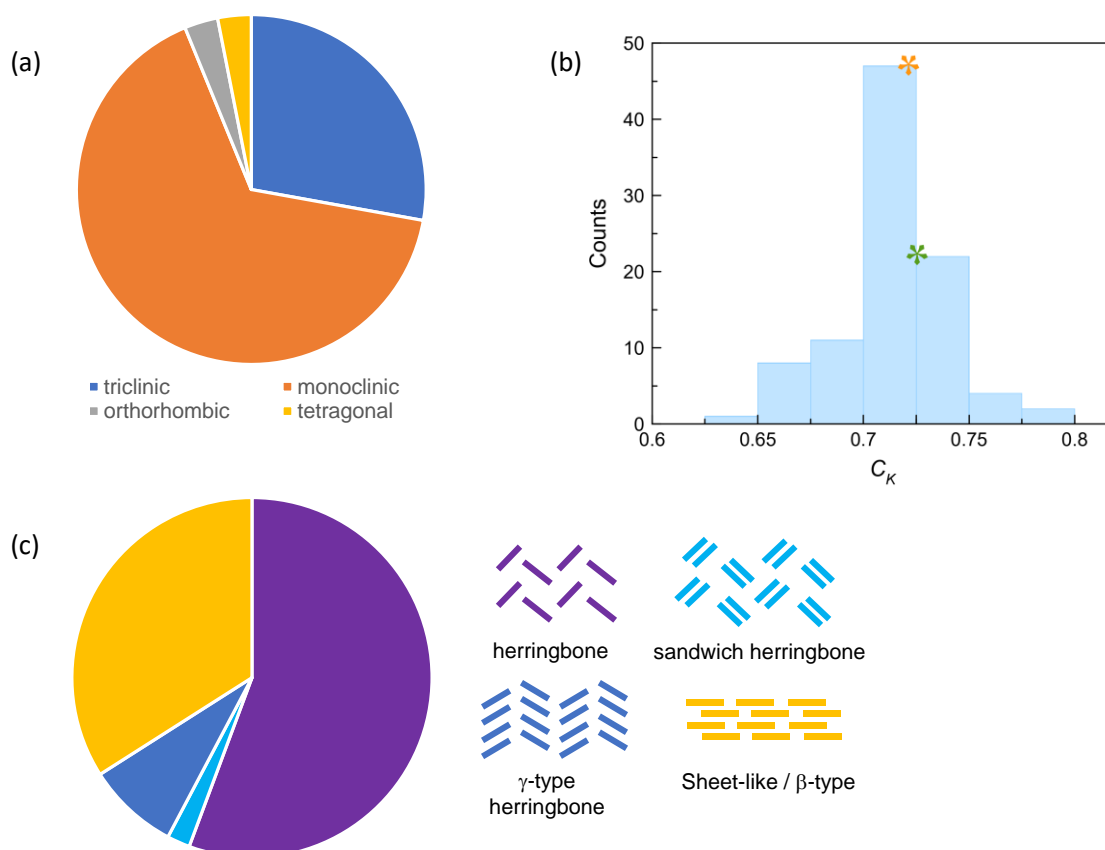 (a)
triclinic
monoclinic
orthorhombic
tetragonal
(b)
50
40
30
20
10
0
Counts
0.6
0.65
0.7
0.75
0.8
C_K
(c)
herringbone
sandwich herringbone
γ-type
herringbone
Sheet-like / β-type